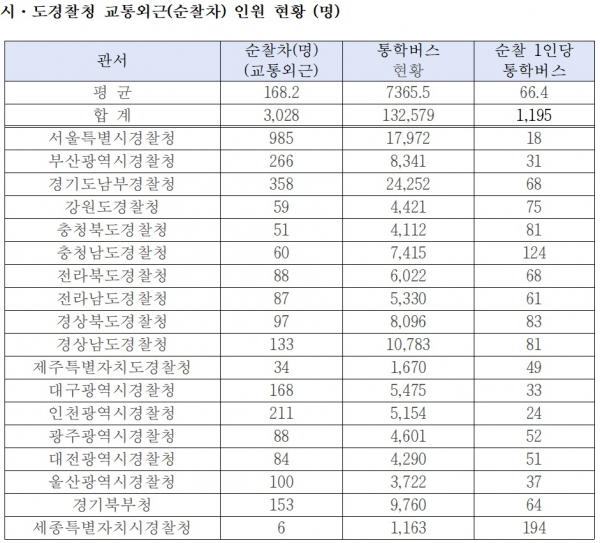 시·도경찰청 교통외근(순찰차) 인원 현황 (명)
관서 순찰차(명) (교통외근) 통학버스 현황 순찰 1인당 통학버스
평 균 168.2 7365.5 66.4
합 계 3,028 132,579 1,195
서울특별시경찰청 985 17,972 18
부산광역시경찰청 266 8,341 31
경기도남부경찰청 358 24,252 68
강원도경찰청 59 4,421 75
충청북도경찰청 51 4,112 81
충청남도경찰청 60 7,415 124
전라북도경찰청 88 6,022 68
전라남도경찰청 87 5,330 61
경상북도경찰청 97 8,096 83
경상남도경찰청 133 10,783 81
제주특별자치도경찰청 34 1,670 49
대구광역시경찰청 168 5,475 33
인천광역시경찰청 211 5,154 24
광주광역시경찰청 88 4,601 52
대전광역시경찰청 84 4,290 51
울산광역시경찰청 100 3,722 37
경기북부청 153 9,760 64
세종특별자치시경찰청 6 1,163 194